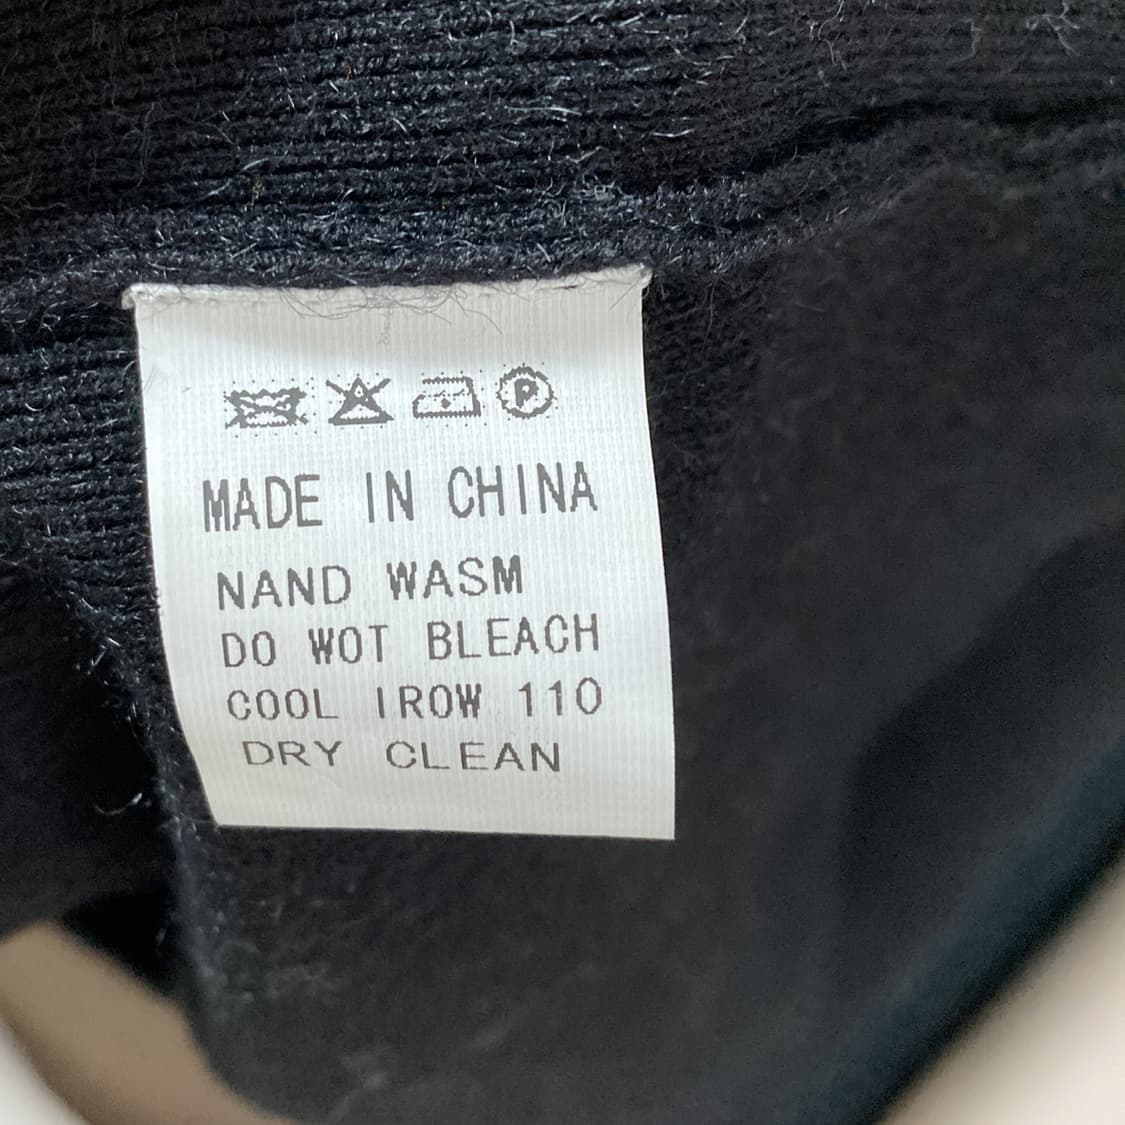 P
MADE IN CHINA
NAND WASM
DO WOT BLEACH
COOL IROW 110
DRY CLEAN